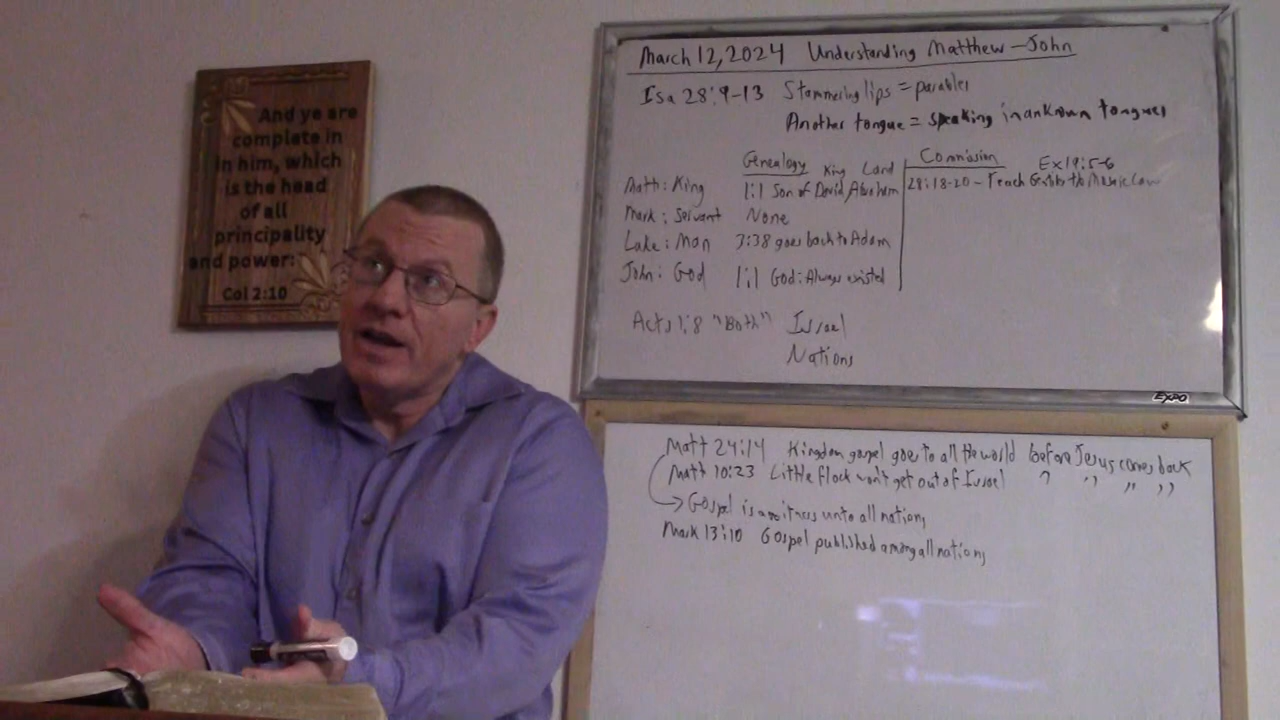 And ye are
complete in
in him, which
is the head
of all
principality
and power:
Col 2:10
March 12, 2024 Understanding Matthew-John
Isa 28:9-13 Stammering lips = parables
Another tongue = speaking in unknown tongues
Genealogy King Land Commission Ex 19:5-6
Matt: King 1:1 Son of David, Abraham 28:18-20 - Teach Gentiles the Mosaic Law
Mark: Servant None
Luke: Man 3:38 goes back to Adam
John: God 1:1 God: Always existed
Acts 1:8 "Both" Israel
Nations
EXPO
Matt 24:14 Kingdom gospel goes to all the world before Jesus comes back
Matt 10:23 Little flock won't get out of Israel " " " "
Gospel is a witness unto all nations
Mark 13:10 Gospel published among all nations